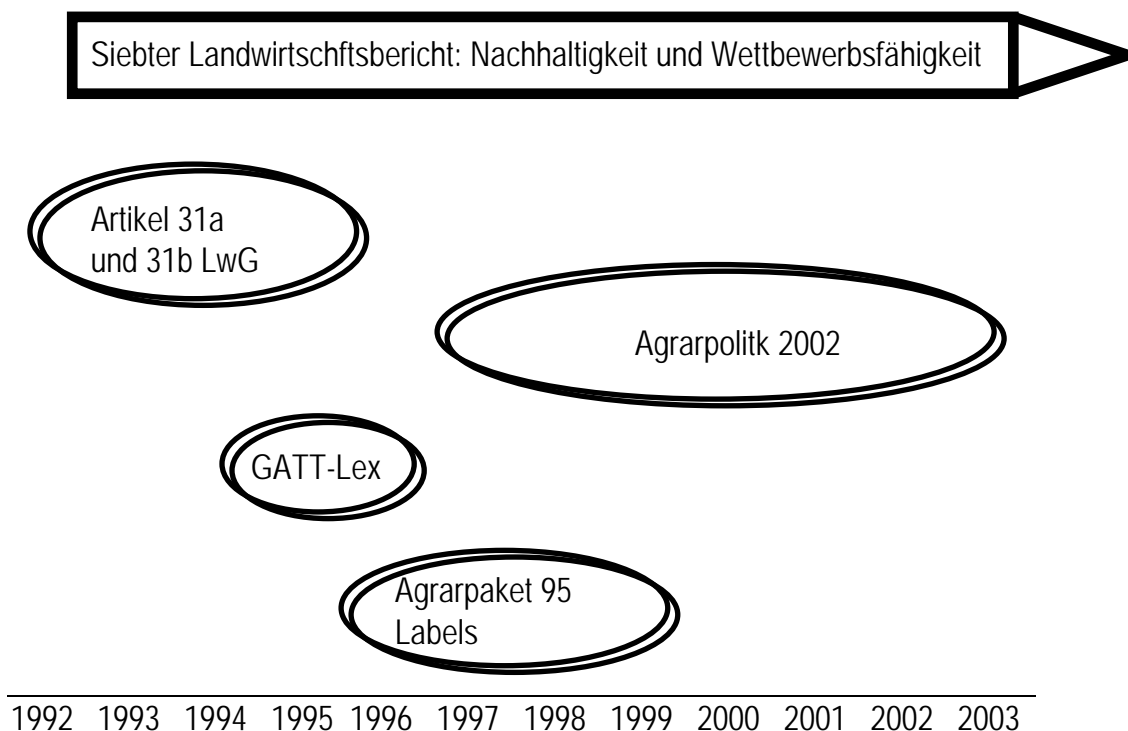 Siebter Landwirtschftsbericht: Nachhaltigkeit und Wettbewerbsfähigkeit
Artikel 31a
und 31b LwG
Agrarpolitk 2002
GATT-Lex
Agrarpaket 95
Labels
1992 1993 1994 1995 1996 1997 1998 1999 2000 2001 2002 2003